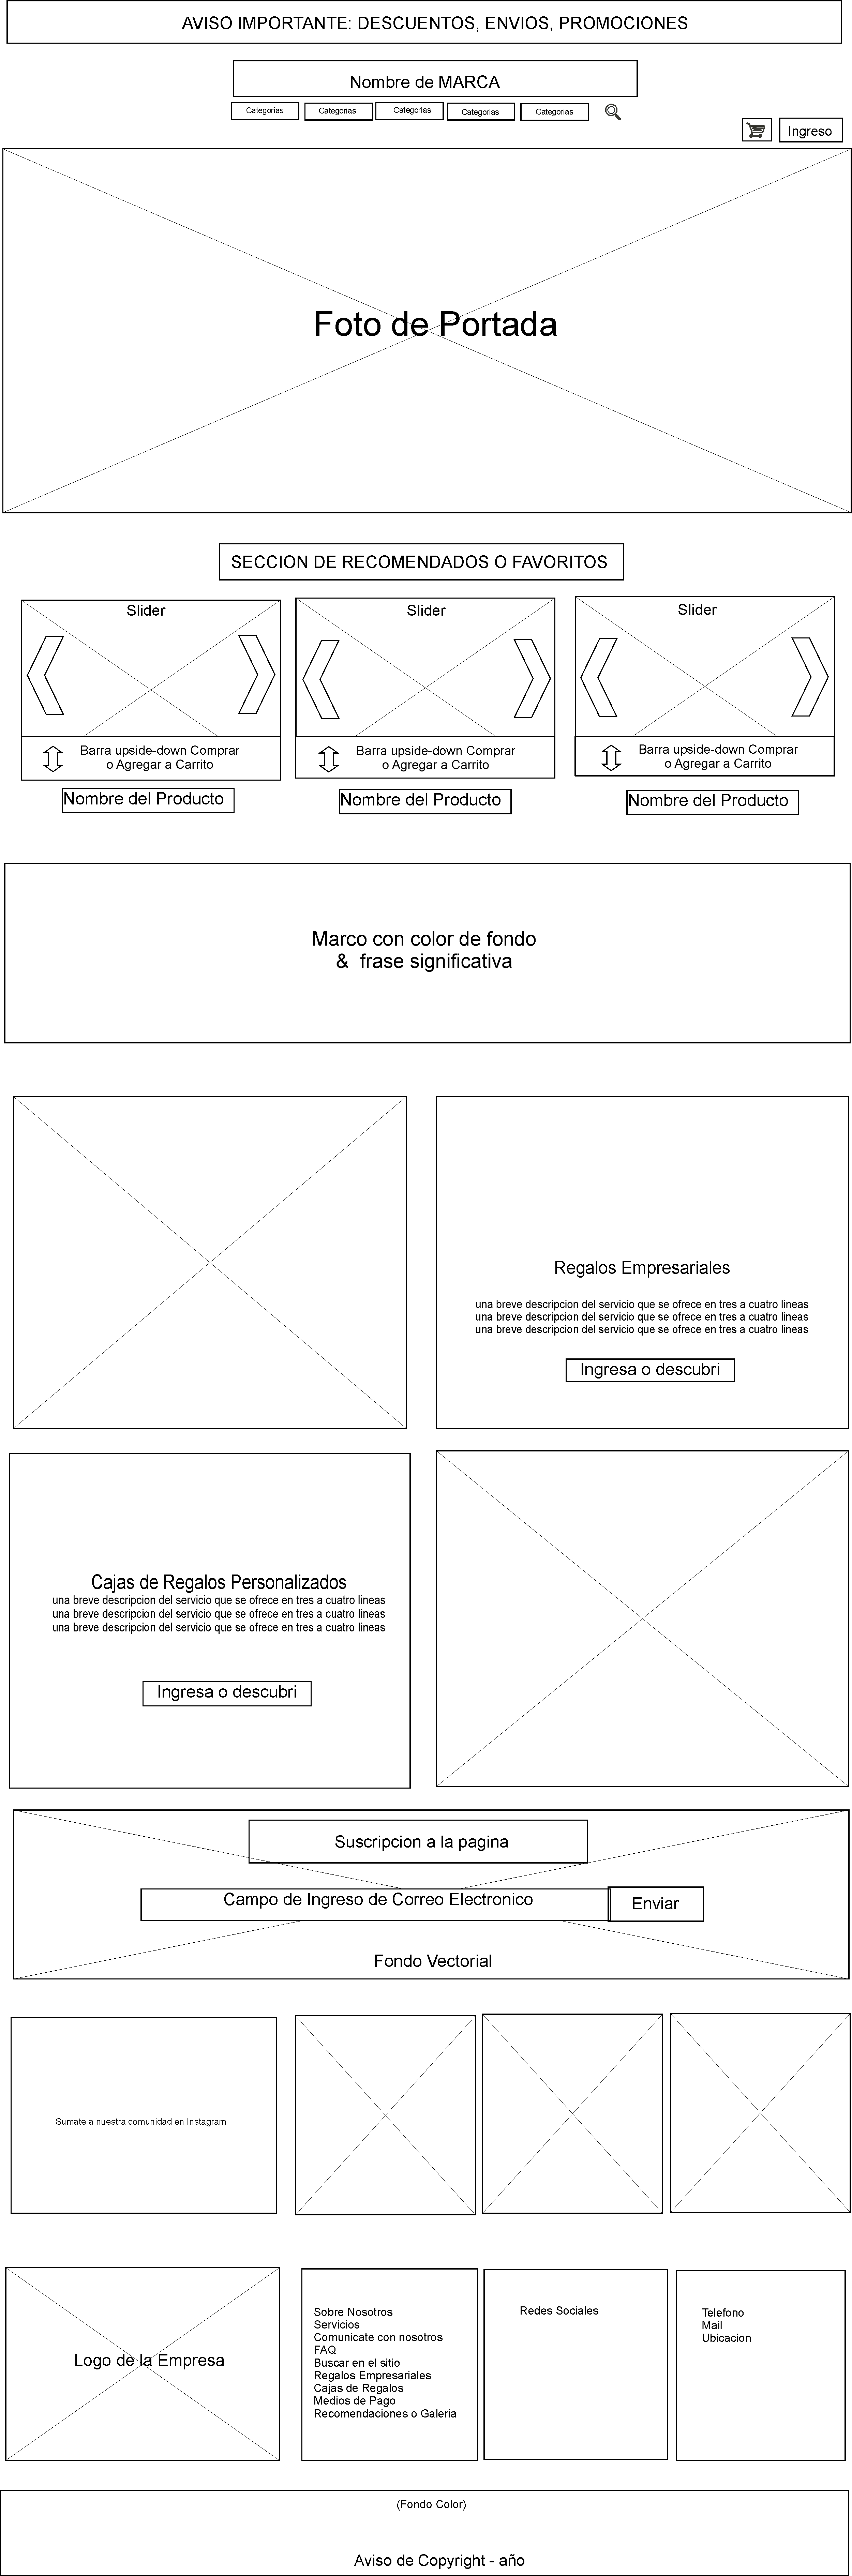 AVISO IMPORTANTE: DESCUENTOS, ENVIOS, PROMOCIONES
Nombre de MARCA
Categorias
Categorias
Categorias
Categorias
Categorias
Ingreso
Foto de Portada
SECCION DE RECOMENDADOS O FAVORITOS
Slider
Slider
Slider
Barra upside-down Comprar
o Agregar a Carrito
Barra upside-down Comprar
o Agregar a Carrito
Barra upside-down Comprar
o Agregar a Carrito
Nombre del Producto
Nombre del Producto
Nombre del Producto
Marco con color de fondo
& frase significativa
Regalos Empresariales
una breve descripcion del servicio que se ofrece en tres a cuatro lineas
una breve descripcion del servicio que se ofrece en tres a cuatro lineas
una breve descripcion del servicio que se ofrece en tres a cuatro lineas
Ingresa o descubri
Cajas de Regalos Personalizados
una breve descripcion del servicio que se ofrece en tres a cuatro lineas
una breve descripcion del servicio que se ofrece en tres a cuatro lineas
una breve descripcion del servicio que se ofrece en tres a cuatro lineas
Ingresa o descubri
Suscripcion a la pagina
Campo de Ingreso de Correo Electronico
Enviar
Fondo Vectorial
Sumate a nuestra comunidad en Instagram
Logo de la Empresa
Sobre Nosotros
Servicios
Comunicate con nosotros
FAQ
Buscar en el sitio
Regalos Empresariales
Cajas de Regalos
Medios de Pago
Recomendaciones o Galeria
Redes Sociales
Telefono
Mail
Ubicacion
(Fondo Color)
Aviso de Copyright - año